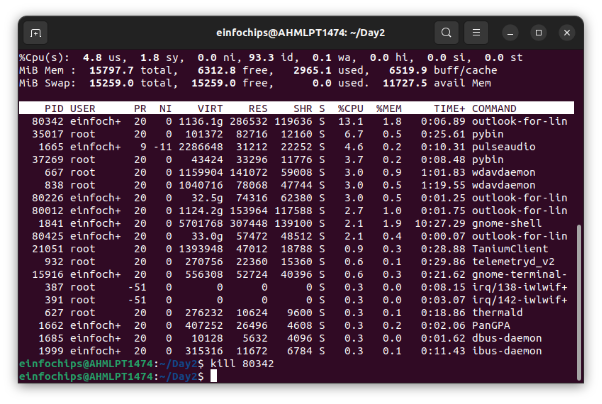 einfochips@AHMLPT1474: ~/Day2
%Cpu(s):  4.8 us,  1.8 sy,  0.0 ni, 93.3 id,  0.1 wa,  0.0 hi,  0.0 si,  0.0 st
MiB Mem :  15797.7 total,   6312.8 free,   2965.1 used,   6519.9 buff/cache
MiB Swap:  15259.0 total,  15259.0 free,      0.0 used.  11727.5 avail Mem
PID USER      PR  NI    VIRT    RES    SHR S  %CPU  %MEM     TIME+ COMMAND
80342 einfoch+  20   0 1136.1g 286532 119636 S  13.1   1.8   0:06.89 outlook-for-lin
35017 root      20   0  101372  82716  12160 S   6.7   0.5   0:25.61 pybin
1665 einfoch+   9 -11 2286648  31212  22252 S   4.6   0.2   0:10.31 pulseaudio
37269 root      20   0   43424  33296  11776 S   3.7   0.2   0:08.48 pybin
667 root      20   0 1159904 141072  59008 S   3.0   0.9   1:01.83 wdavdaemon
838 root      20   0 1040716  78068  47744 S   3.0   0.5   1:19.55 wdavdaemon
80226 einfoch+  20   0   32.5g  74316  62380 S   3.0   0.5   0:01.25 outlook-for-lin
80012 einfoch+  20   0 1124.2g 153964 117588 S   2.7   1.0   0:01.75 outlook-for-lin
1841 einfoch+  20   0 5701768 307448 139100 S   2.1   1.9  10:27.29 gnome-shell
80425 einfoch+  20   0   33.0g  57472  48512 S   2.1   0.4   0:00.07 outlook-for-lin
21051 root      20   0 1393948  47012  18788 S   0.9   0.3   0:28.88 TaniumClient
932 root      20   0  270756  22360  15360 S   0.6   0.1   0:29.86 telemetryd_v2
15916 einfoch+  20   0  556308  52724  40396 S   0.6   0.3   0:21.62 gnome-terminal-
387 root     -51   0       0      0      0 S   0.3   0.0   0:08.15 irq/138-iwlwif+
391 root     -51   0       0      0      0 S   0.3   0.0   0:03.07 irq/142-iwlwif+
627 root      20   0  276232  10624   9600 S   0.3   0.1   0:18.86 thermald
1662 einfoch+  20   0  407252  26496   4608 S   0.3   0.2   0:02.06 PanGPA
1685 einfoch+  20   0   10128   5632   4096 S   0.3   0.0   0:01.62 dbus-daemon
1999 einfoch+  20   0  315316  11672   6784 S   0.3   0.1   0:11.43 ibus-daemon
einfochips@AHMLPT1474:~/Day2$ kill 80342
einfochips@AHMLPT1474:~/Day2$